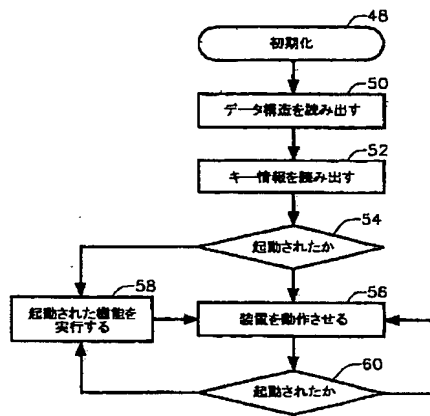 48
初期化
50
データ構造を読み出す
52
キー情報を読み出す
54
起動されたか
58
起動された機能を
実行する
56
装置を動作させる
60
起動されたか